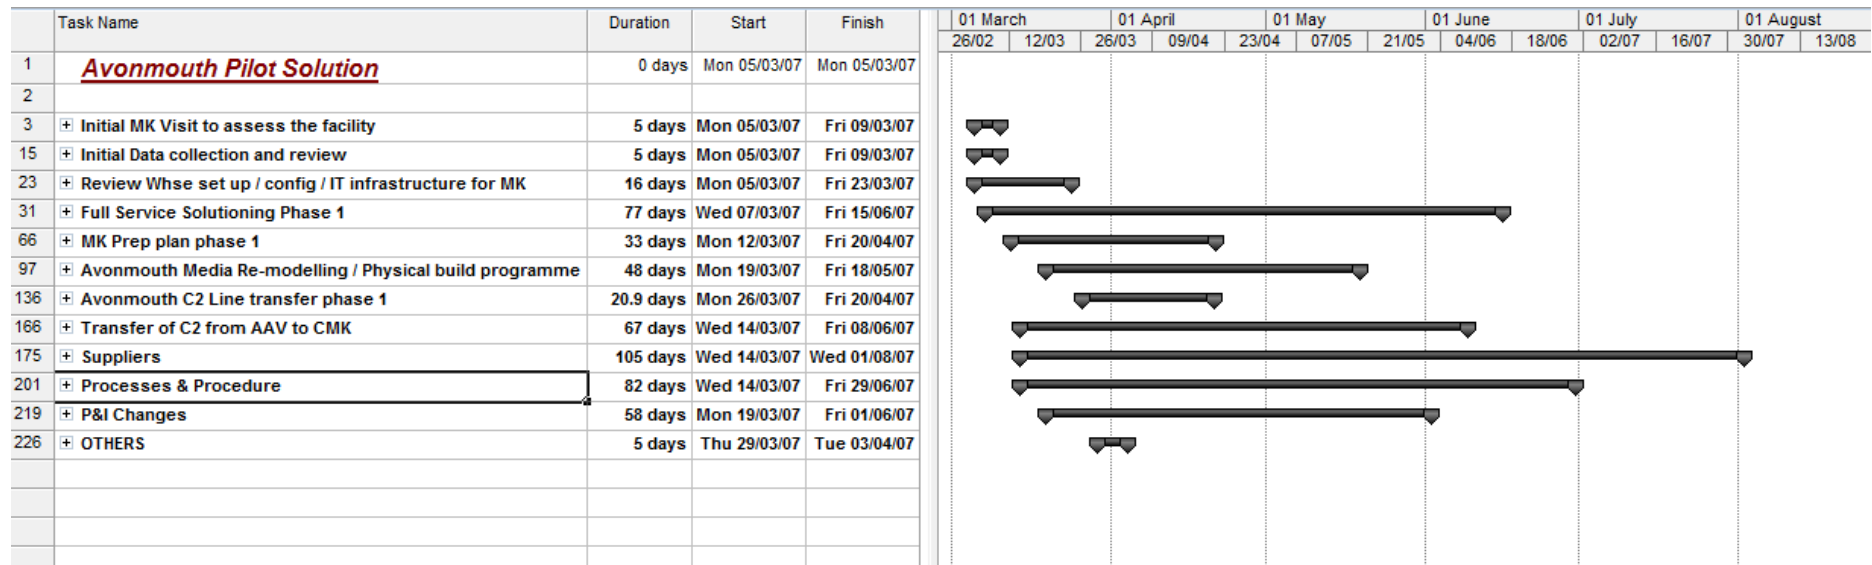 Task Name Duration Start Finish 01 March 01 April 01 May 01 June 01 July 01 August
26/02 12/03 26/03 09/04 23/04 07/05 21/05 04/06 18/06 02/07 16/07 30/07 13/08
1 Avonmouth Pilot Solution 0 days Mon 05/03/07 Mon 05/03/07
2
3 Initial MK Visit to assess the facility 5 days Mon 05/03/07 Fri 09/03/07
15 Initial Data collection and review 5 days Mon 05/03/07 Fri 09/03/07
23 Review Whse set up / config / IT infrastructure for MK 16 days Mon 05/03/07 Fri 23/03/07
31 Full Service Solutioning Phase 1 77 days Wed 07/03/07 Fri 15/06/07
66 MK Prep plan phase 1 33 days Mon 12/03/07 Fri 20/04/07
97 Avonmouth Media Re-modelling / Physical build programme 48 days Mon 19/03/07 Fri 18/05/07
136 Avonmouth C2 Line transfer phase 1 20.9 days Mon 26/03/07 Fri 20/04/07
166 Transfer of C2 from AAV to CMK 67 days Wed 14/03/07 Fri 08/06/07
175 Suppliers 105 days Wed 14/03/07 Wed 01/08/07
201 Processes & Procedure 82 days Wed 14/03/07 Fri 29/06/07
219 P&I Changes 58 days Mon 19/03/07 Fri 01/06/07
226 OTHERS 5 days Thu 29/03/07 Tue 03/04/07